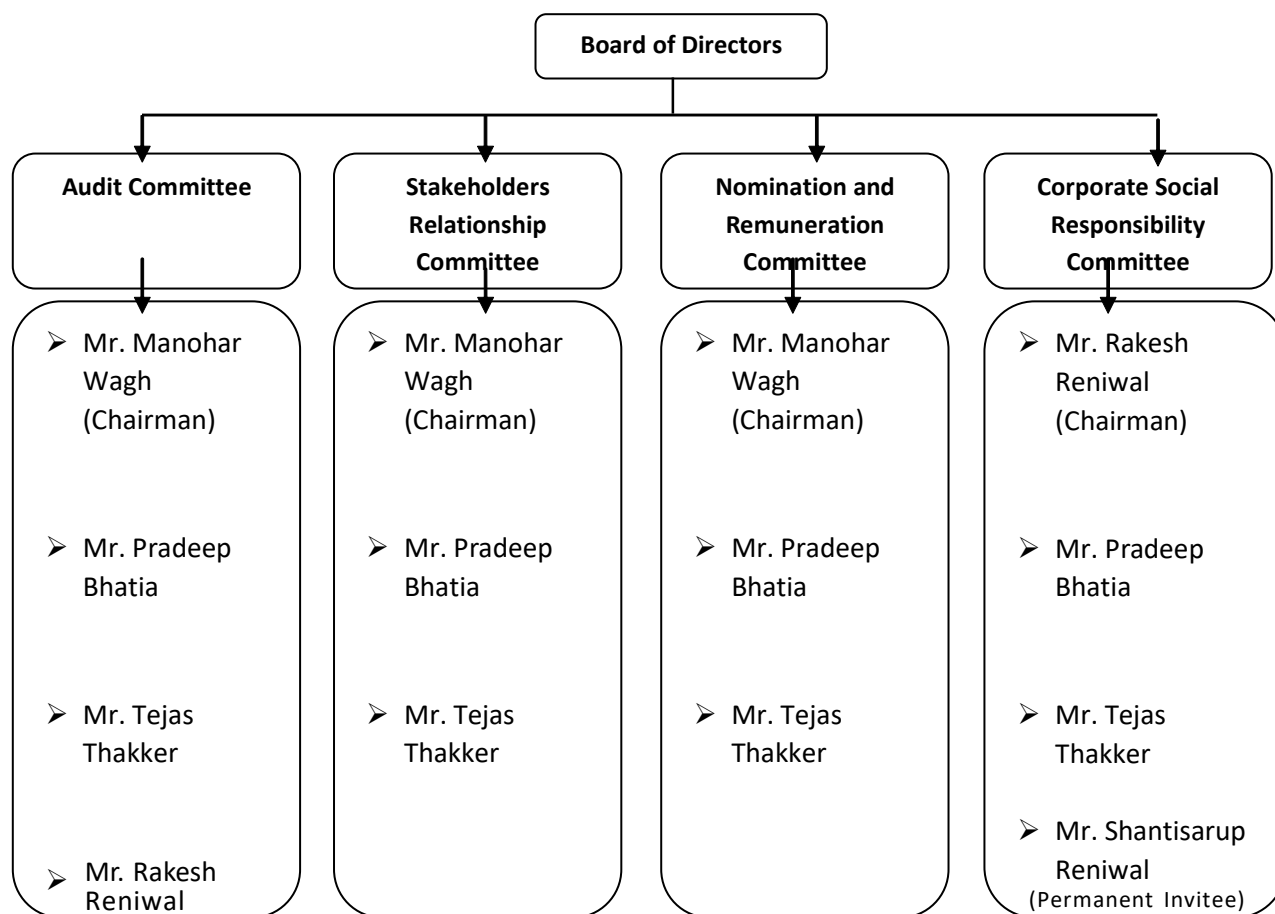 Board of Directors
Audit Committee
Stakeholders
Relationship
Committee
Nomination and
Remuneration
Committee
Corporate Social
Responsibility
Committee
Mr. Manohar
Wagh
(Chairman)
Mr. Pradeep
Bhatia
Mr. Tejas
Thakker
Mr. Rakesh
Reniwal
Mr. Manohar
Wagh
(Chairman)
Mr. Pradeep
Bhatia
Mr. Tejas
Thakker
Mr. Manohar
Wagh
(Chairman)
Mr. Pradeep
Bhatia
Mr. Tejas
Thakker
Mr. Rakesh
Reniwal
(Chairman)
Mr. Pradeep
Bhatia
Mr. Tejas
Thakker
Mr. Shantisarup
Reniwal
(Permanent Invitee)